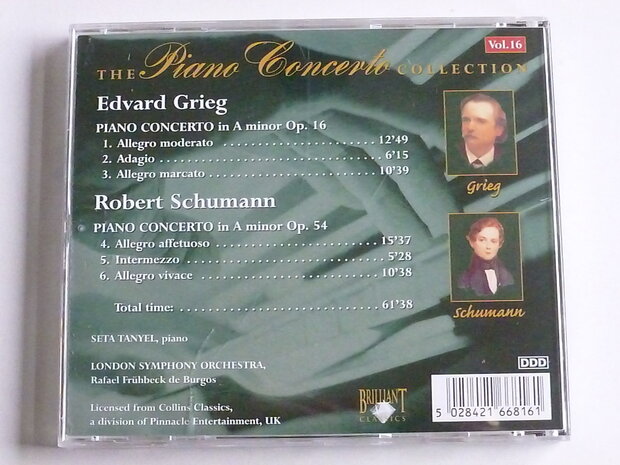 Vol.16
THE Piano Concerto COLLECTION
Edvard Grieg
PIANO CONCERTO in A minor Op. 16
1. Allegro moderato ........................ 12'49
2. Adagio ........................ 6'15
3. Allegro marcato ........................ 10'39
Grieg
Robert Schumann
PIANO CONCERTO in A minor Op. 54
4. Allegro affetuoso ........................ 15'37
5. Intermezzo ........................ 5'28
6. Allegro vivace ........................ 10'38
Total time: ........................ 61'38
Schumann
SETA TANYEL, piano
LONDON SYMPHONY ORCHESTRA,
Rafael Frühbeck de Burgos
Licensed from Collins Classics,
a division of Pinnacle Entertainment, UK
BRILLIANT
CLASSICS
DDD
5 028421 668161